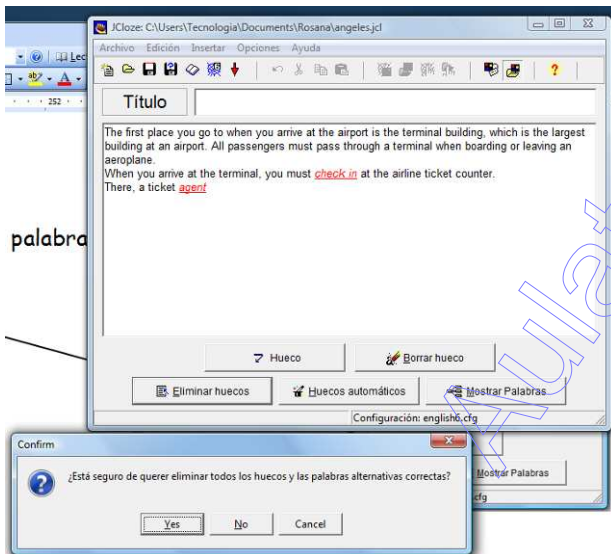 JCloze: C:\Users\Tecnologia\Documents\Rosana\angeles.jcl
Archivo Edición Insertar Opciones Ayuda
Lec
252
Título
The first place you go to when you arrive at the airport is the terminal building, which is the largest
building at an airport. All passengers must pass through a terminal when boarding or leaving an
aeroplane.
When you arrive at the terminal, you must check in at the airline ticket counter.
There, a ticket agent
palabra
Hueco
Borrar hueco
Eliminar huecos
Huecos automáticos
Mostrar Palabras
Configuración: english6.cfg
Confirm
¿Está seguro de querer eliminar todos los huecos y las palabras alternativas correctas?
Yes
No
Cancel
Mostrar Palabras
cfg
Aulat